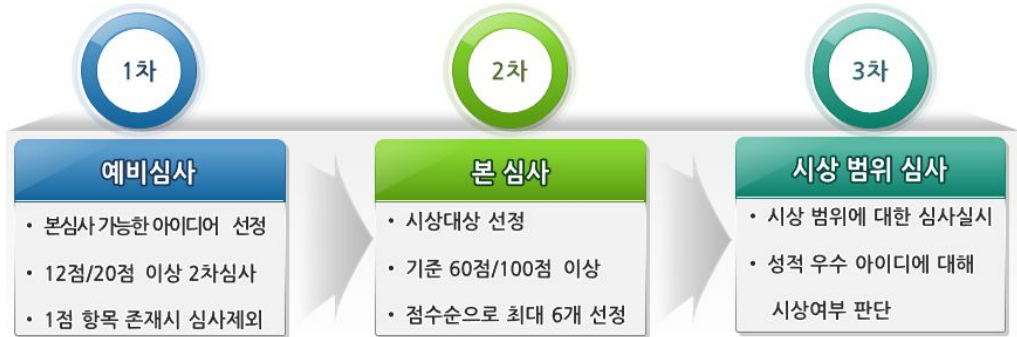 1차
예비심사
• 본심사 가능한 아이디어 선정
• 12점/20점 이상 2차심사
• 1점 항목 존재시 심사제외
2차
본 심사
• 시상대상 선정
• 기준 60점/100점 이상
• 점수순으로 최대 6개 선정
3차
시상 범위 심사
• 시상 범위에 대한 심사실시
• 성적 우수 아이디에 대해
시상여부 판단